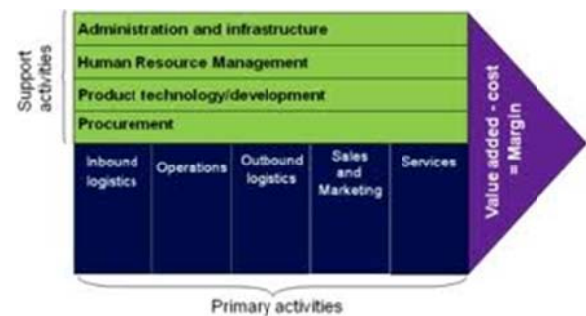 Support
activities
Administration and infrastructure
Human Resource Management
Product technology/development
Procurement
Inbound
logistics
Operations
Outbound
logistics
Sales
and
Marketing
Services
Value added - cost
= Margin
Primary activities